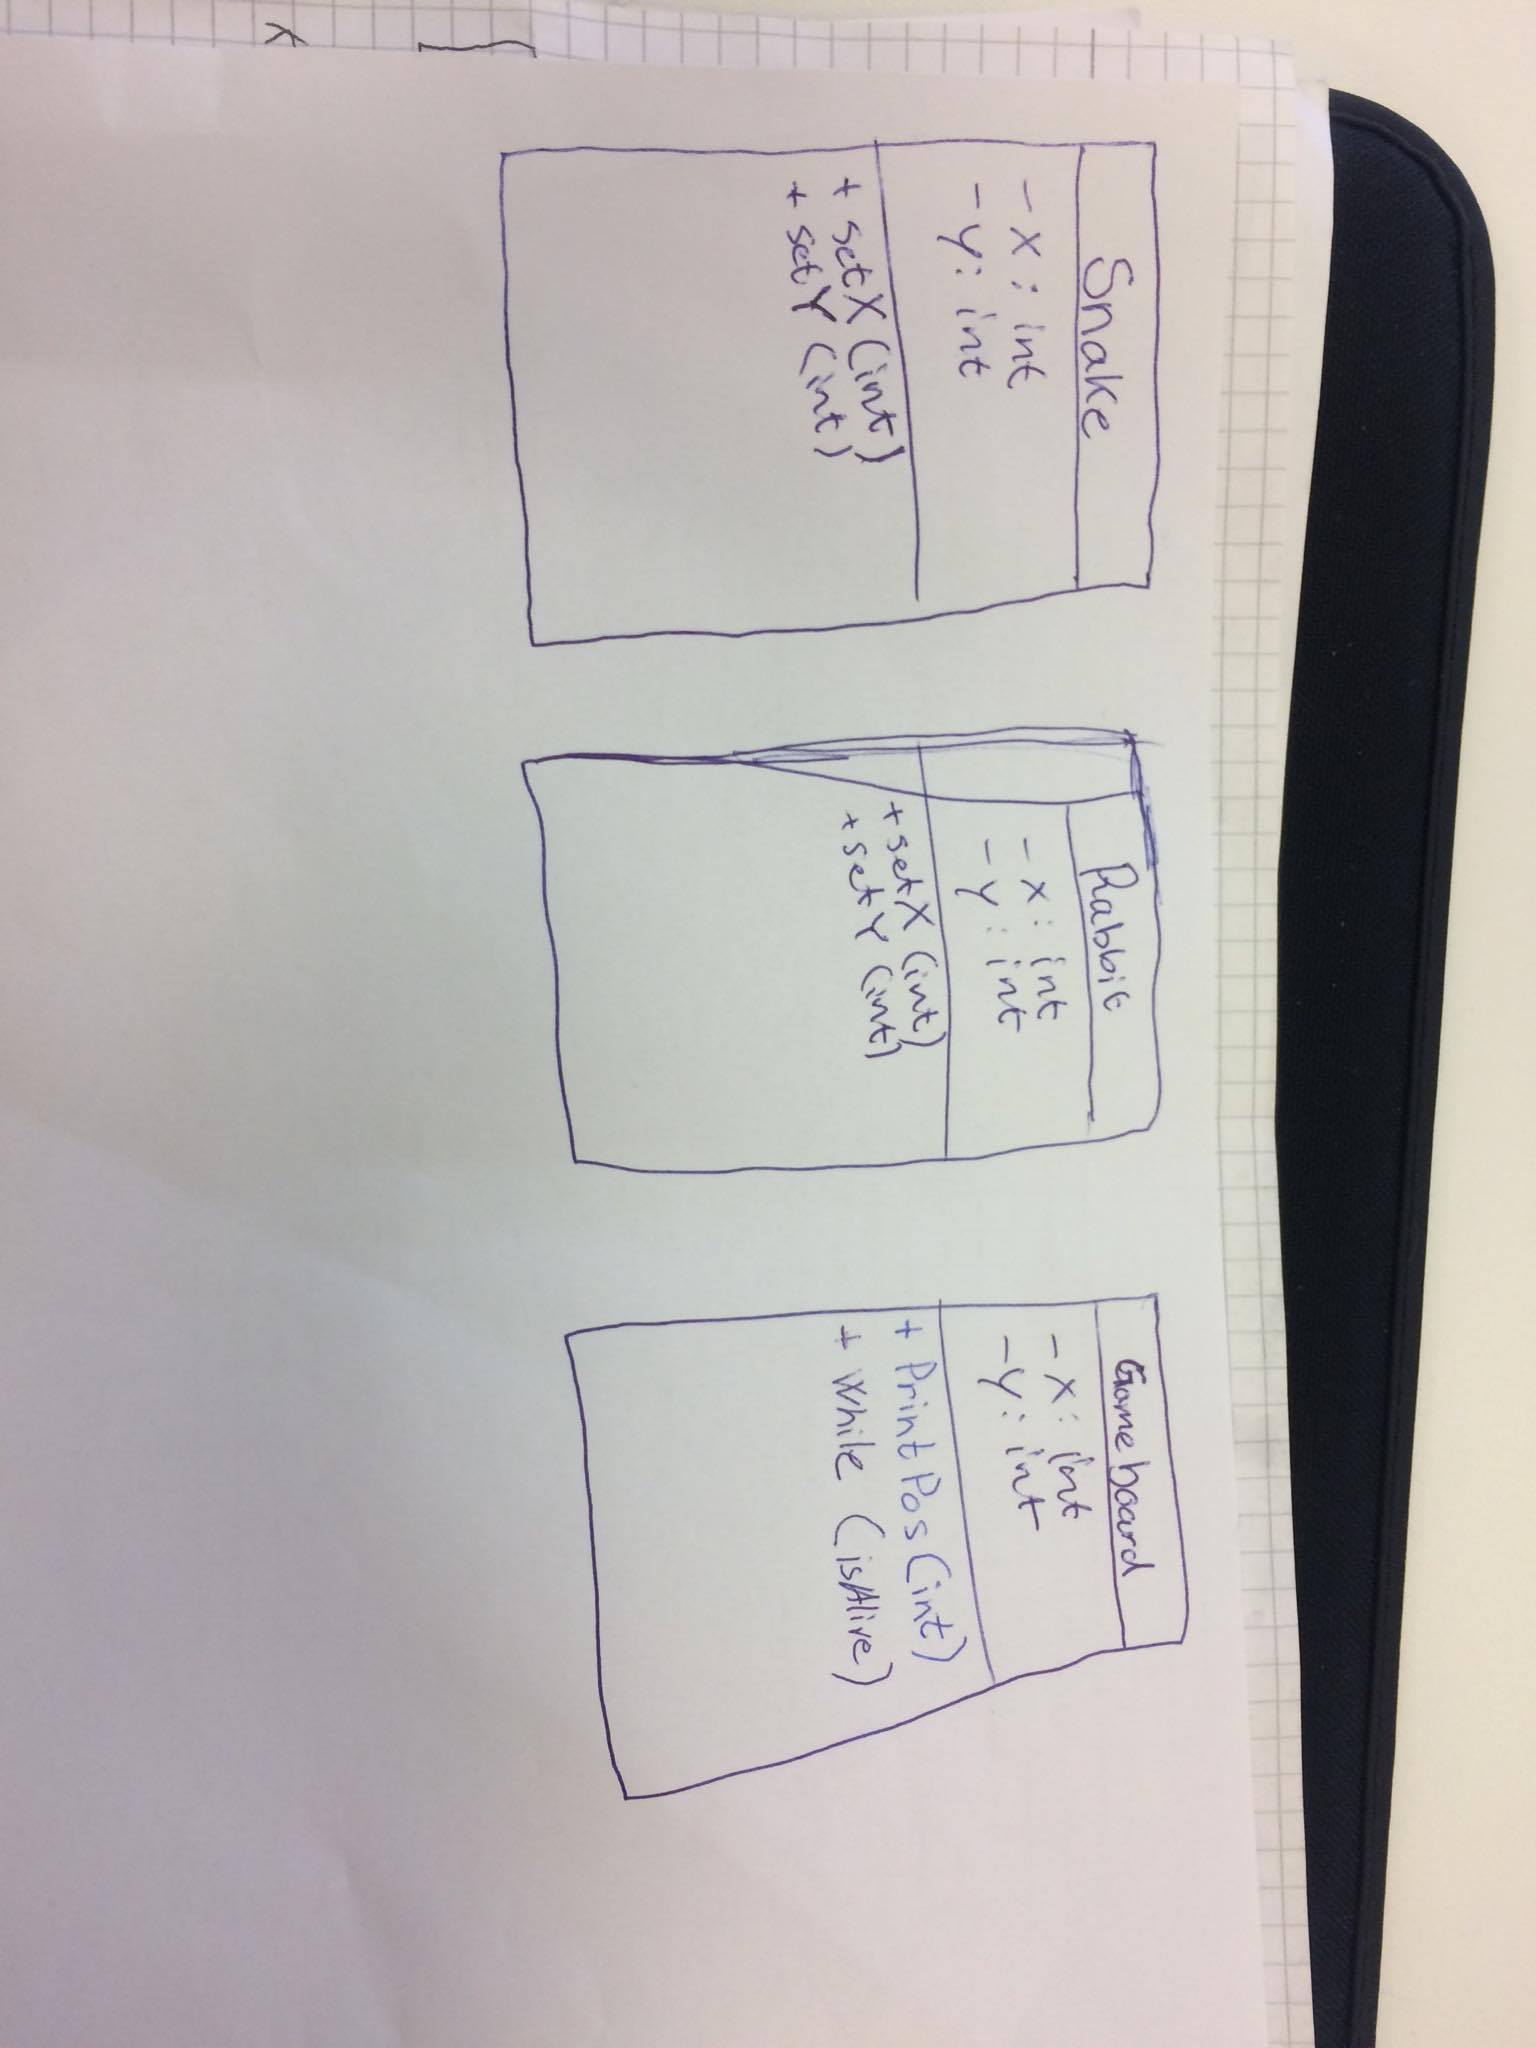 Snake
- x : int
- y : int
+ setX (int)
+ setY (int)
Rabbit
- x : int
- y : int
+ setX (int)
+ setY (int)
Gameboard
- x : int
- y : int
+ PrintPos (int)
+ While (isAlive)